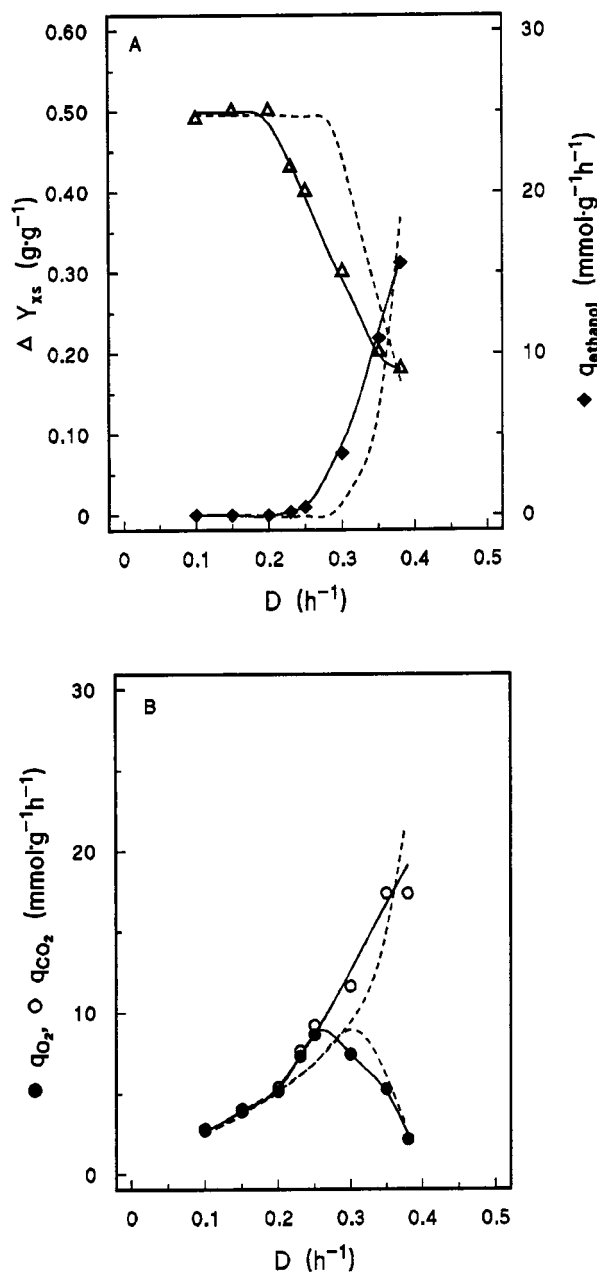 A
0.60
0.50
0.40
0.30
0.20
0.10
0
Δ Y_xs (g·g⁻¹)
30
20
10
0
◆ q_ethanol (mmol·g⁻¹h⁻¹)
0 0.1 0.2 0.3 0.4 0.5
D (h⁻¹)
B
30
20
10
0
● q_O₂, ○ q_CO₂ (mmol·g⁻¹h⁻¹)
0 0.1 0.2 0.3 0.4 0.5
D (h⁻¹)